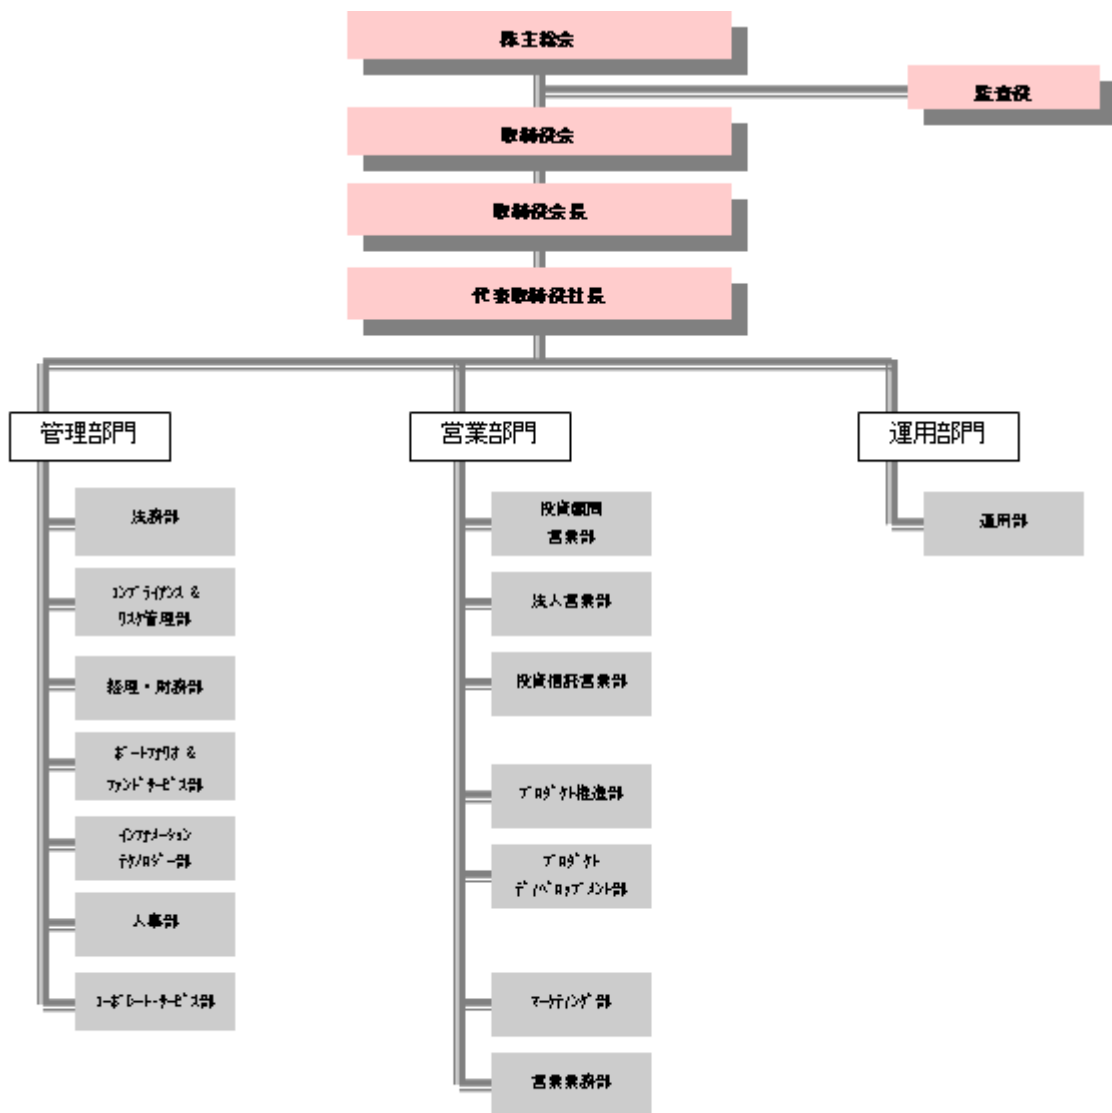 株主総会
監査役
取締役会
取締役会長
代表取締役社長
管理部門
営業部門
運用部門
法務部
ｺﾝﾌﾟﾗｲｱﾝｽ &
ﾘｽｸ管理部
経理・財務部
ﾎﾟｰﾄﾌｫﾘｵ &
ﾌｧﾝﾄﾞｻｰﾋﾞｽ部
ｲﾝﾌｫﾒｰｼｮﾝ
ﾃｸﾉﾛｼﾞｰ部
人事部
ｺｰﾎﾟﾚｰﾄ･ｻｰﾋﾞｽ部
投資顧問
営業部
法人営業部
投資信託営業部
ﾌﾟﾛﾀﾞｸﾄ推進部
ﾌﾟﾛﾀﾞｸﾄ
ﾃﾞｨﾍﾞﾛｯﾌﾟﾒﾝﾄ部
ﾏｰｹﾃｨﾝｸﾞ部
営業業務部
運用部